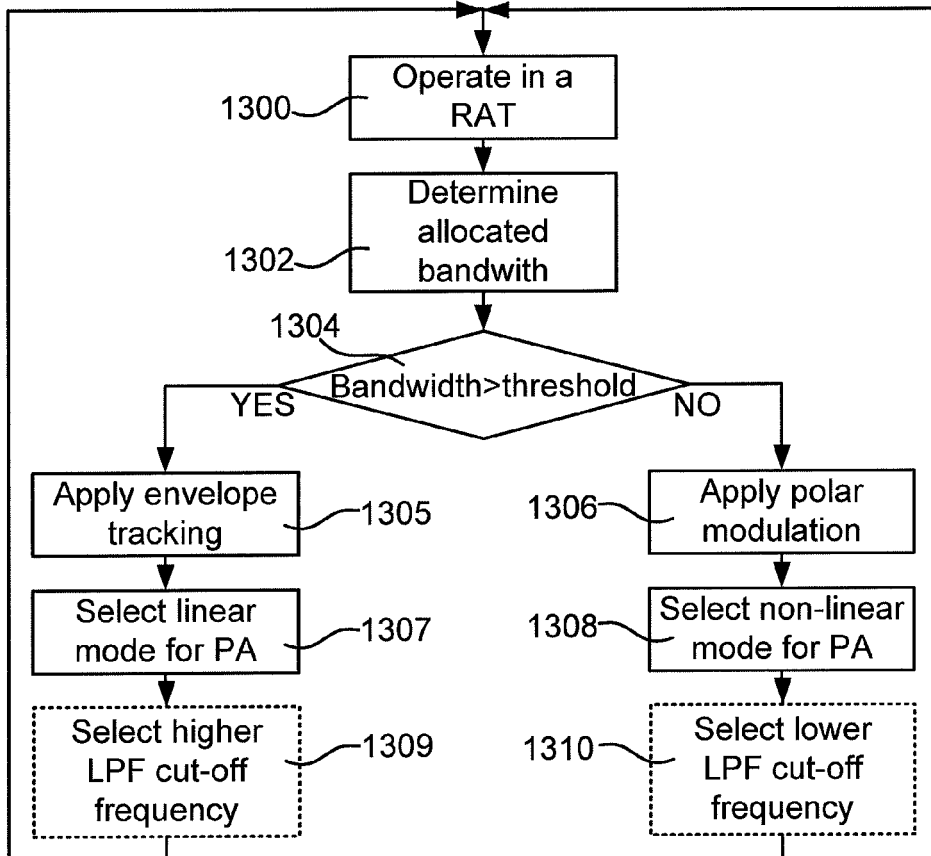 Operate in a
RAT
1300
Determine
allocated
bandwith
1302
1304
Bandwidth>threshold
YES
NO
Apply envelope
tracking
1305
1306
Apply polar
modulation
Select linear
mode for PA
1307
1308
Select non-linear
mode for PA
Select higher
LPF cut-off
frequency
1309
1310
Select lower
LPF cut-off
frequency